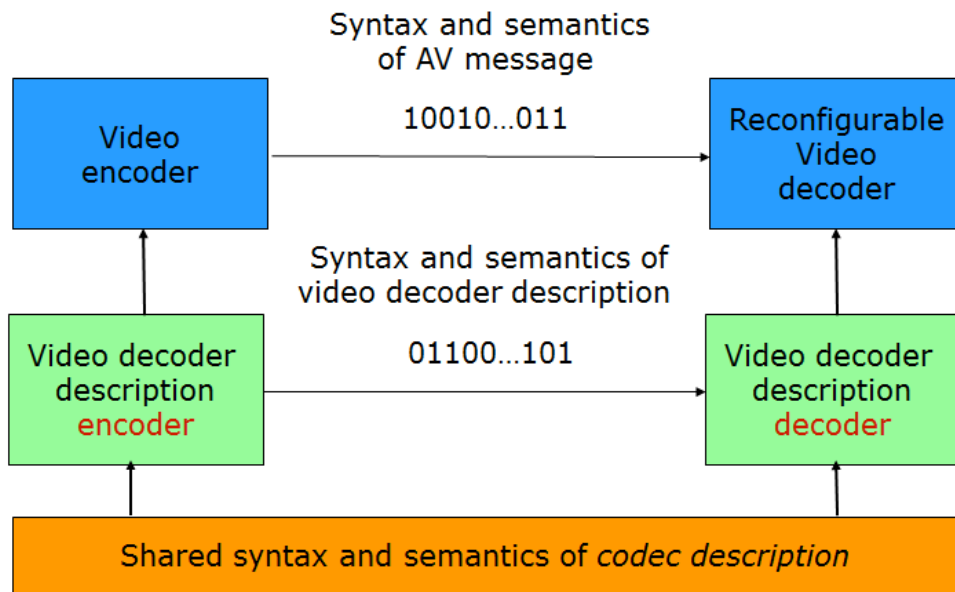 Syntax and semantics
of AV message
10010...011
Video
encoder
Reconfigurable
Video
decoder
Syntax and semantics of
video decoder description
01100...101
Video decoder
description
encoder
Video decoder
description
decoder
Shared syntax and semantics of codec description